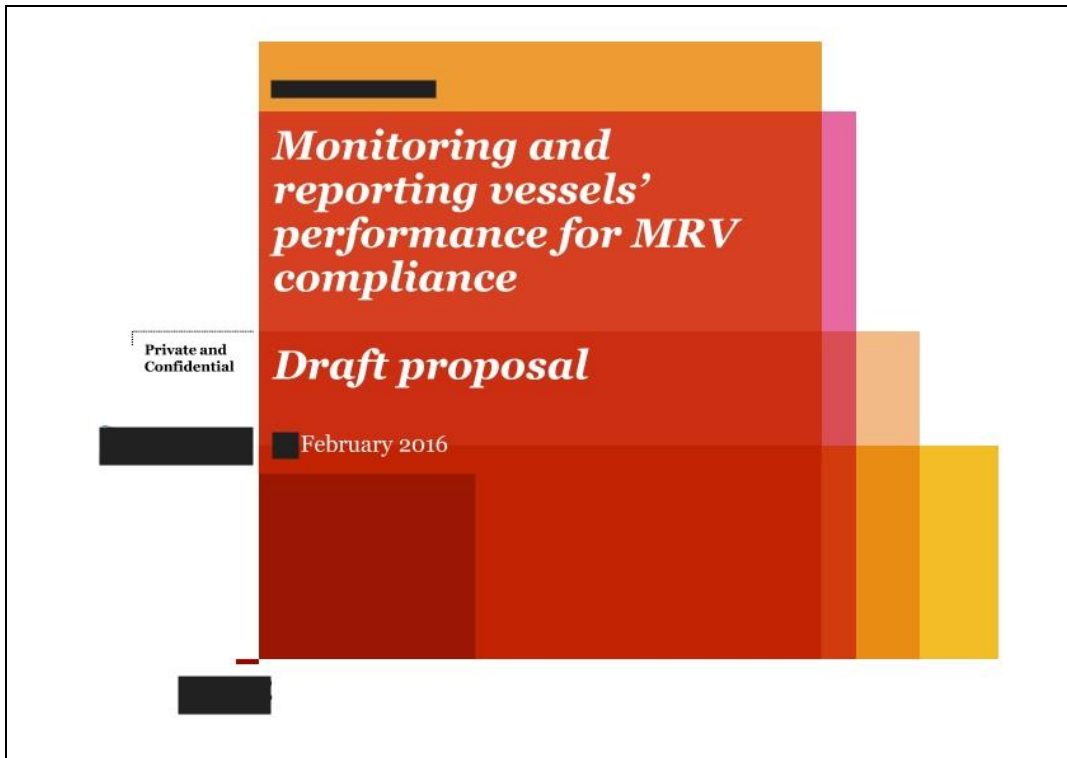 Monitoring and
reporting vessels’
performance for MRV
compliance
Private and
Confidential
Draft proposal
February 2016